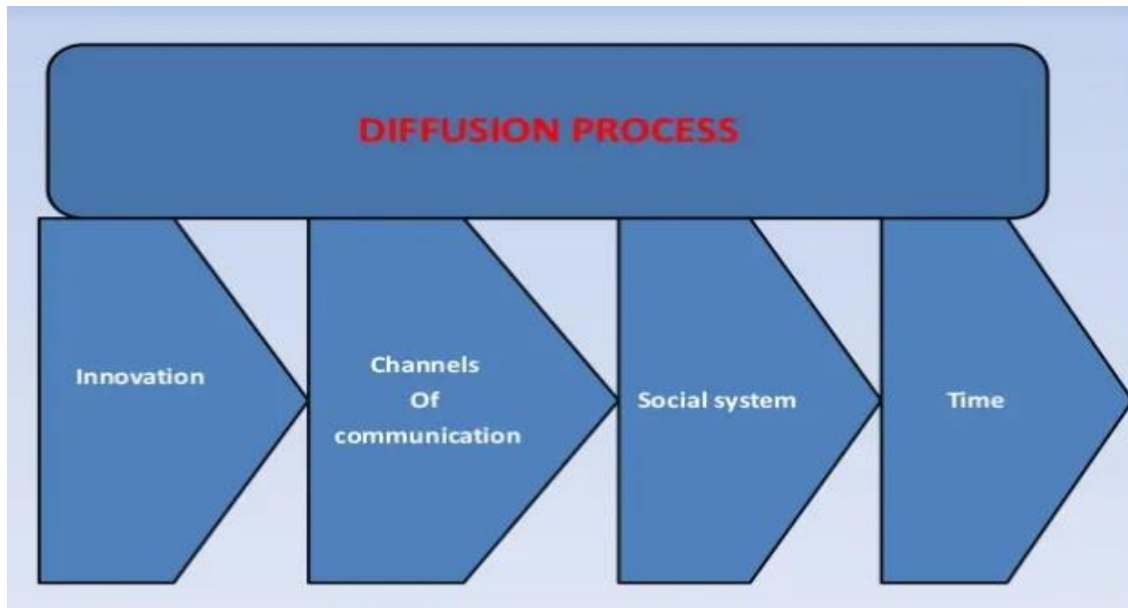 DIFFUSION PROCESS
Innovation
Channels
Of
communication
Social system
Time